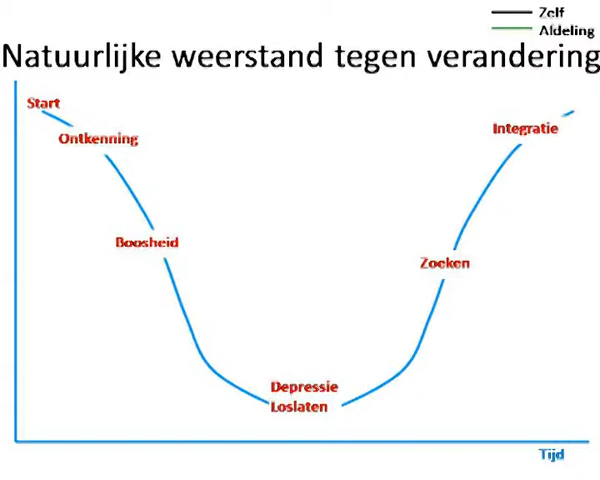 Zelf
Afdeling
Natuurlijke weerstand tegen verandering
Start
Ontkenning
Integratie
Boosheid
Zoeken
Depressie
Loslaten
Tijd